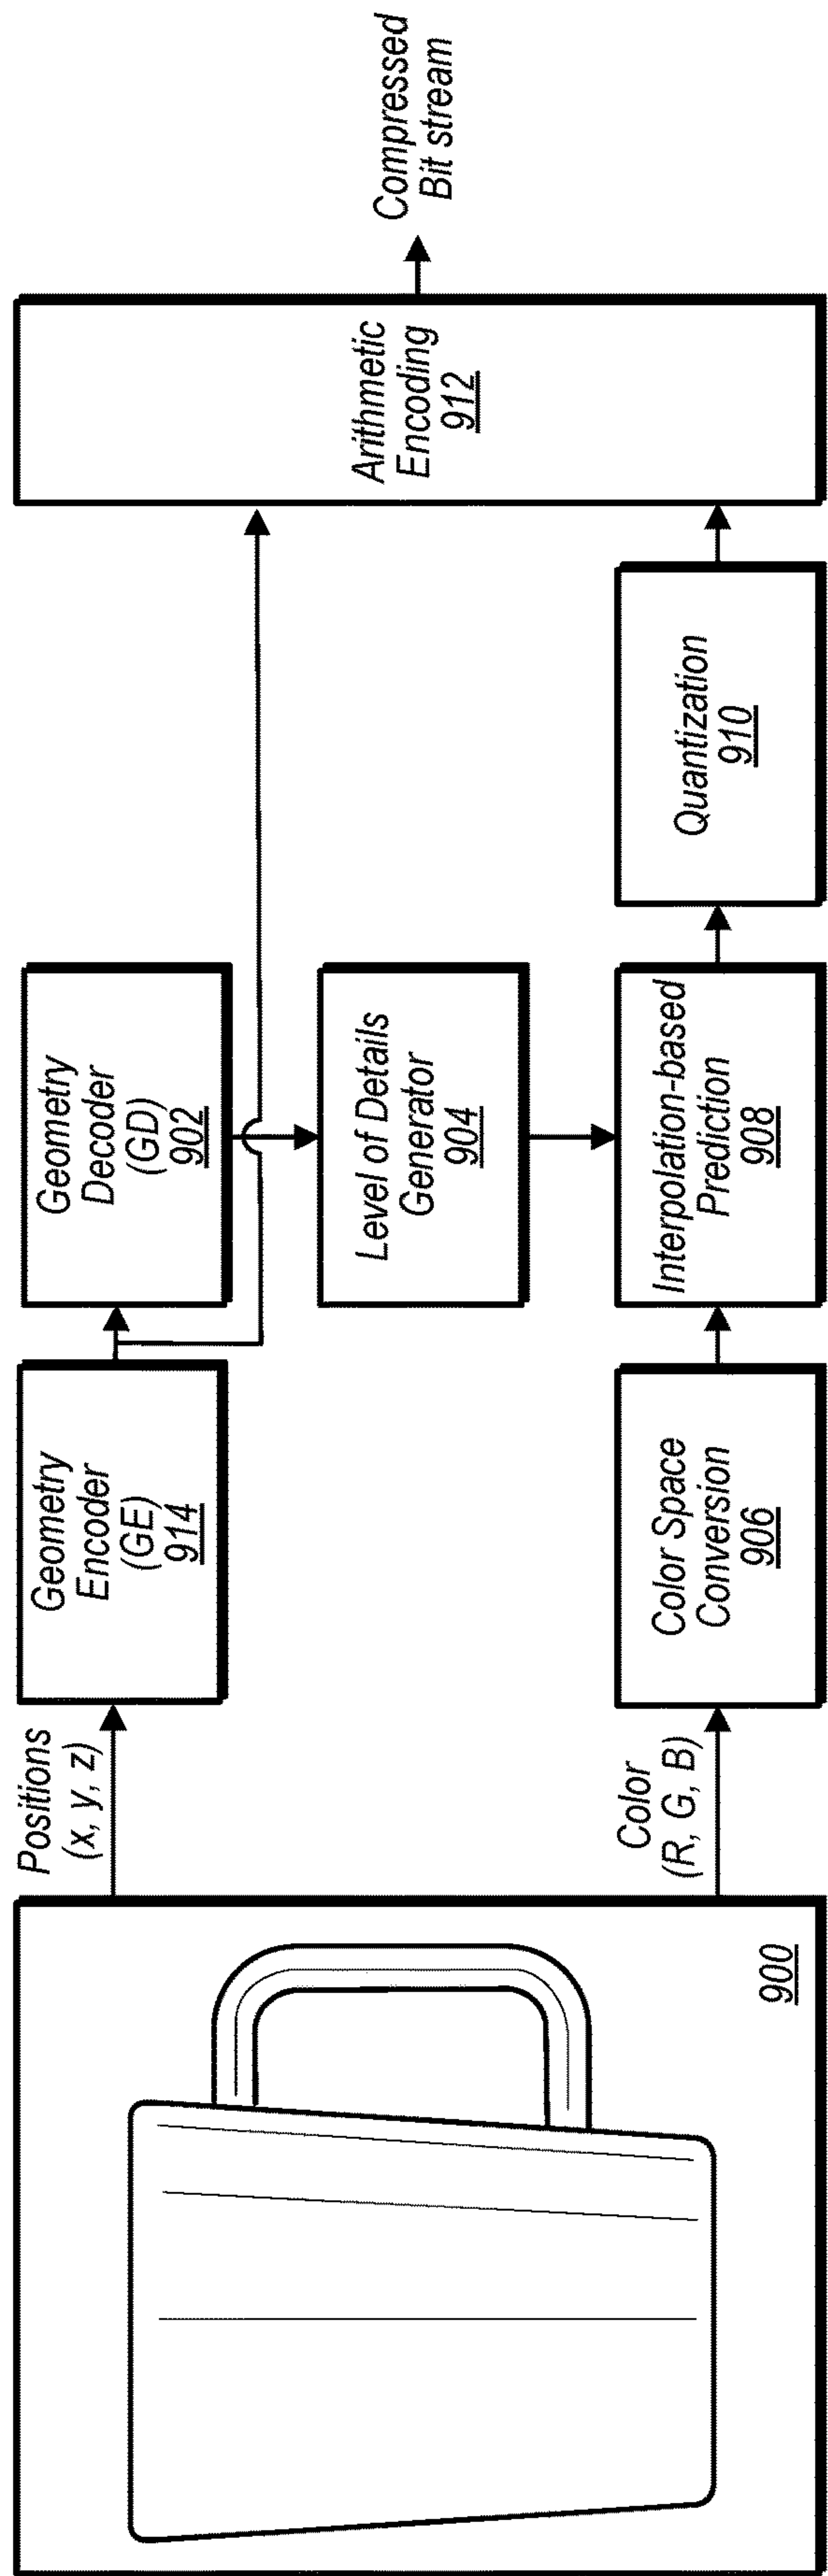 900
Positions
(x, y, z)
Color
(R, G, B)
Geometry
Encoder
(GE)
914
Color Space
Conversion
906
Geometry
Decoder
(GD)
902
Level of Details
Generator
904
Interpolation-based
Prediction
908
Quantization
910
Arithmetic
Encoding
912
Compressed
Bit stream